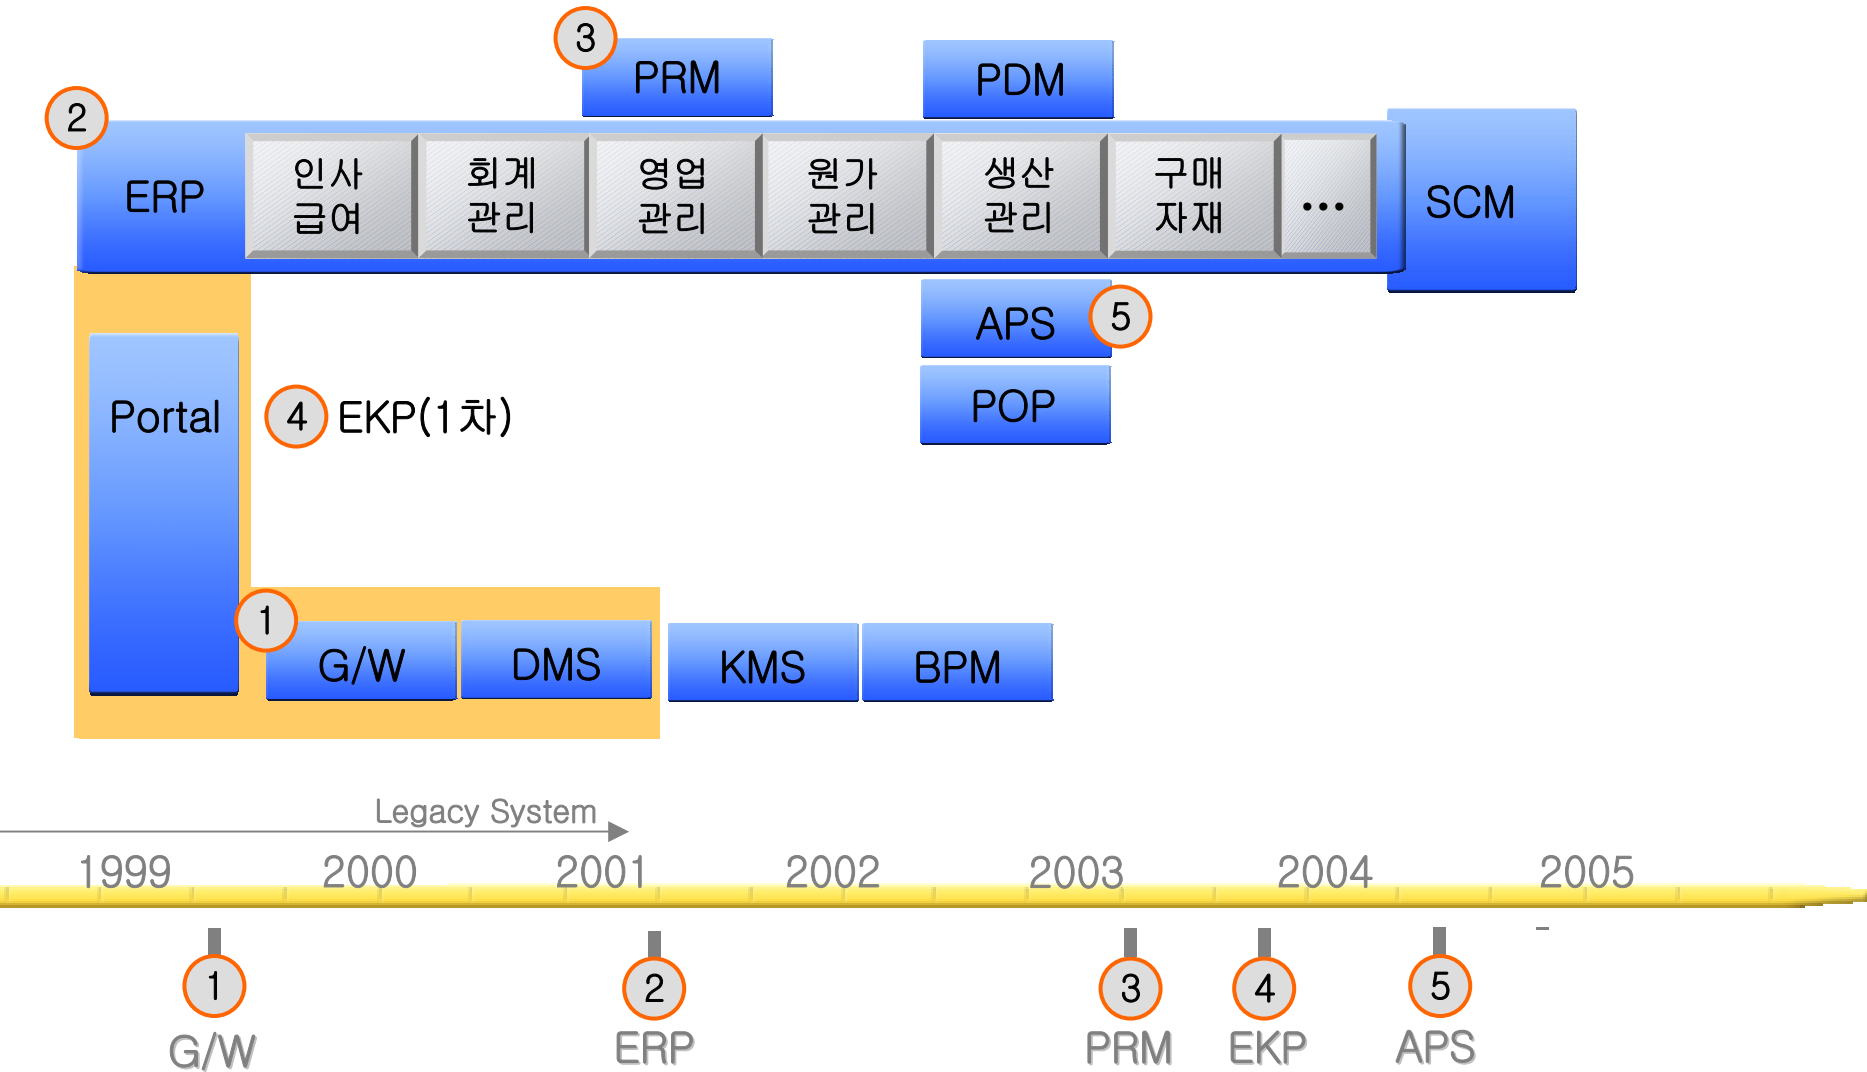 3
PRM
PDM
2
ERP
인사
급여
회계
관리
영업
관리
원가
관리
생산
관리
구매
자재
...
SCM
APS
5
POP
Portal
4
EKP(1차)
1
G/W
DMS
KMS
BPM
Legacy System
1999
2000
2001
2002
2003
2004
2005
1
2
3
4
5
G/W
ERP
PRM
EKP
APS